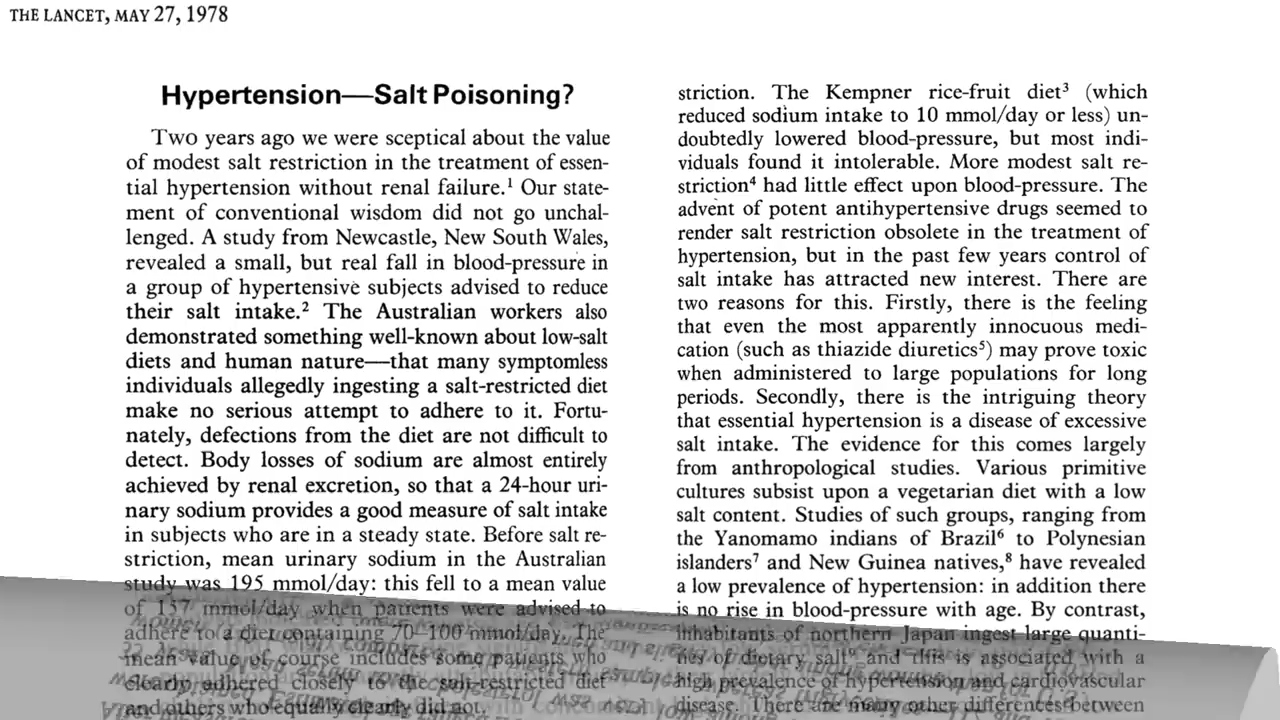 THE LANCET, MAY 27, 1978
Hypertension—Salt Poisoning?
Two years ago we were sceptical about the value
of modest salt restriction in the treatment of essen-
tial hypertension without renal failure.¹ Our state-
ment of conventional wisdom did not go unchal-
lenged. A study from Newcastle, New South Wales,
revealed a small, but real fall in blood-pressure in
a group of hypertensive subjects advised to reduce
their salt intake.² The Australian workers also
demonstrated something well-known about low-salt
diets and human nature—that many symptomless
individuals allegedly ingesting a salt-restricted diet
make no serious attempt to adhere to it. Fortu-
nately, defections from the diet are not difficult to
detect. Body losses of sodium are almost entirely
achieved by renal excretion, so that a 24-hour uri-
nary sodium provides a good measure of salt intake
in subjects who are in a steady state. Before salt re-
striction, mean urinary sodium in the Australian
study was 195 mmol/day: this fell to a mean value
of 157 mmol/day when patients were advised to
adhere to a diet containing 70–100 mmol/day. The
mean value of course includes some patients who
clearly adhered closely to the salt-restricted diet
and others who equally clearly did not.
striction. The Kempner rice-fruit diet³ (which
reduced sodium intake to 10 mmol/day or less) un-
doubtedly lowered blood-pressure, but most indi-
viduals found it intolerable. More modest salt re-
striction⁴ had little effect upon blood-pressure. The
advent of potent antihypertensive drugs seemed to
render salt restriction obsolete in the treatment of
hypertension, but in the past few years control of
salt intake has attracted new interest. There are
two reasons for this. Firstly, there is the feeling
that even the most apparently innocuous medi-
cation (such as thiazide diuretics⁵) may prove toxic
when administered to large populations for long
periods. Secondly, there is the intriguing theory
that essential hypertension is a disease of excessive
salt intake. The evidence for this comes largely
from anthropological studies. Various primitive
cultures subsist upon a vegetarian diet with a low
salt content. Studies of such groups, ranging from
the Yanomamo indians of Brazil⁶ to Polynesian
islanders⁷ and New Guinea natives,⁸ have revealed
a low prevalence of hypertension: in addition there
is no rise in blood-pressure with age. By contrast,
inhabitants of northern Japan ingest large quanti-
ties of dietary salt⁹ and this is associated with a
high prevalence of hypertension and cardiovascular
disease. There are many other differences between